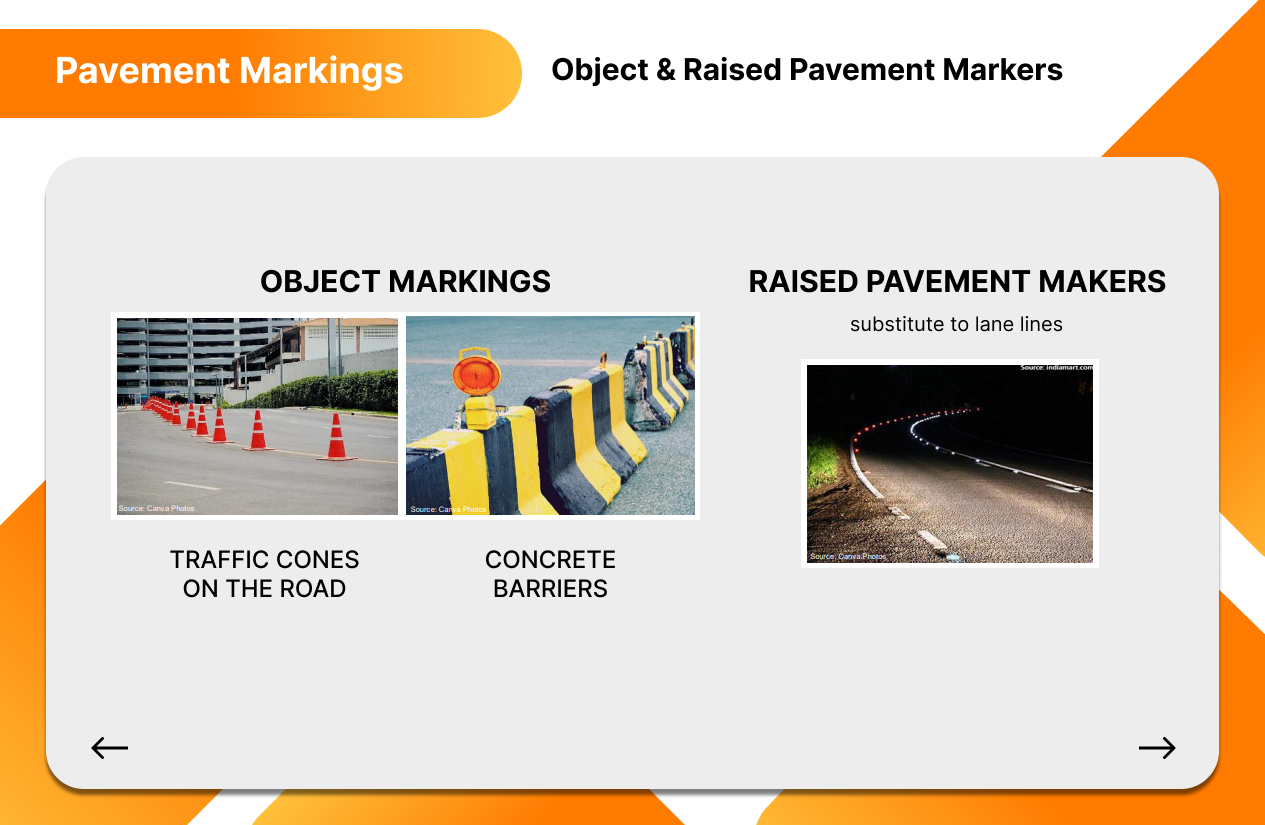 Pavement Markings
Object & Raised Pavement Markers
OBJECT MARKINGS
Source: Canva Photos
Source: Canva Photos
TRAFFIC CONES
ON THE ROAD
CONCRETE
BARRIERS
RAISED PAVEMENT MAKERS
substitute to lane lines
Source: indiamart.com
Source: Canva Photos